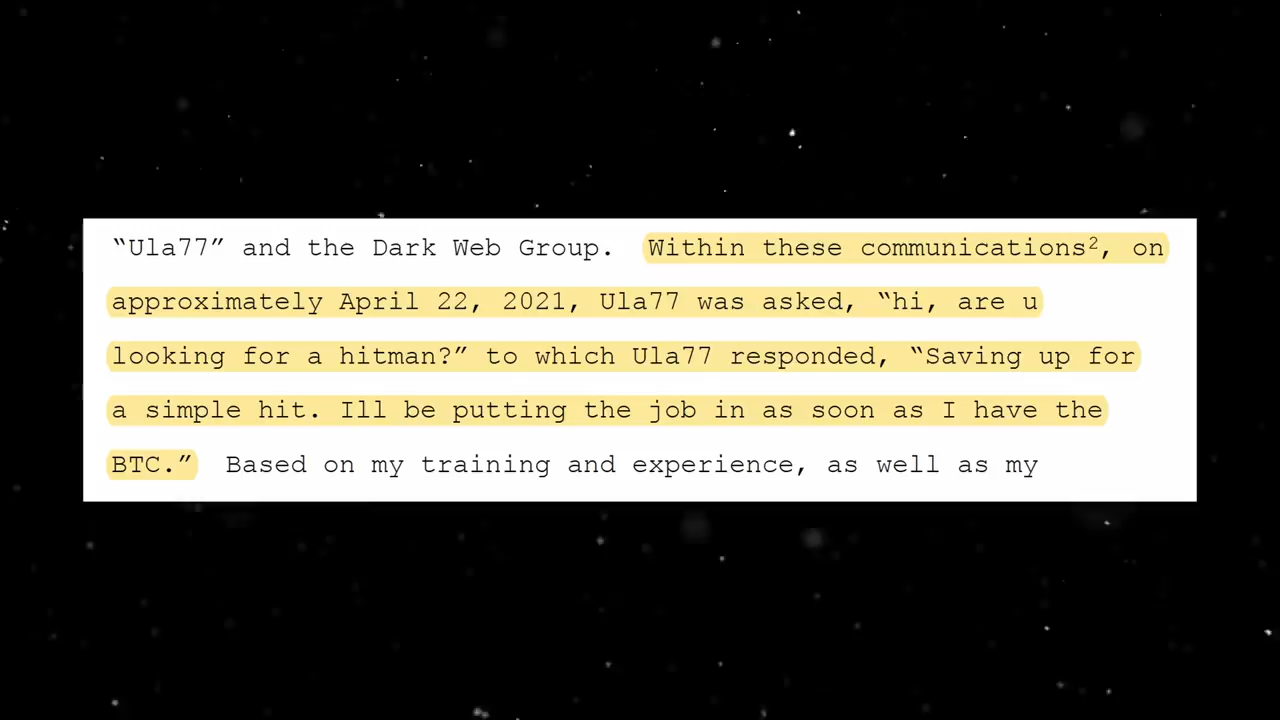 “Ula77” and the Dark Web Group. Within these communications², on
approximately April 22, 2021, Ula77 was asked, “hi, are u
looking for a hitman?” to which Ula77 responded, “Saving up for
a simple hit. Ill be putting the job in as soon as I have the
BTC.” Based on my training and experience, as well as my